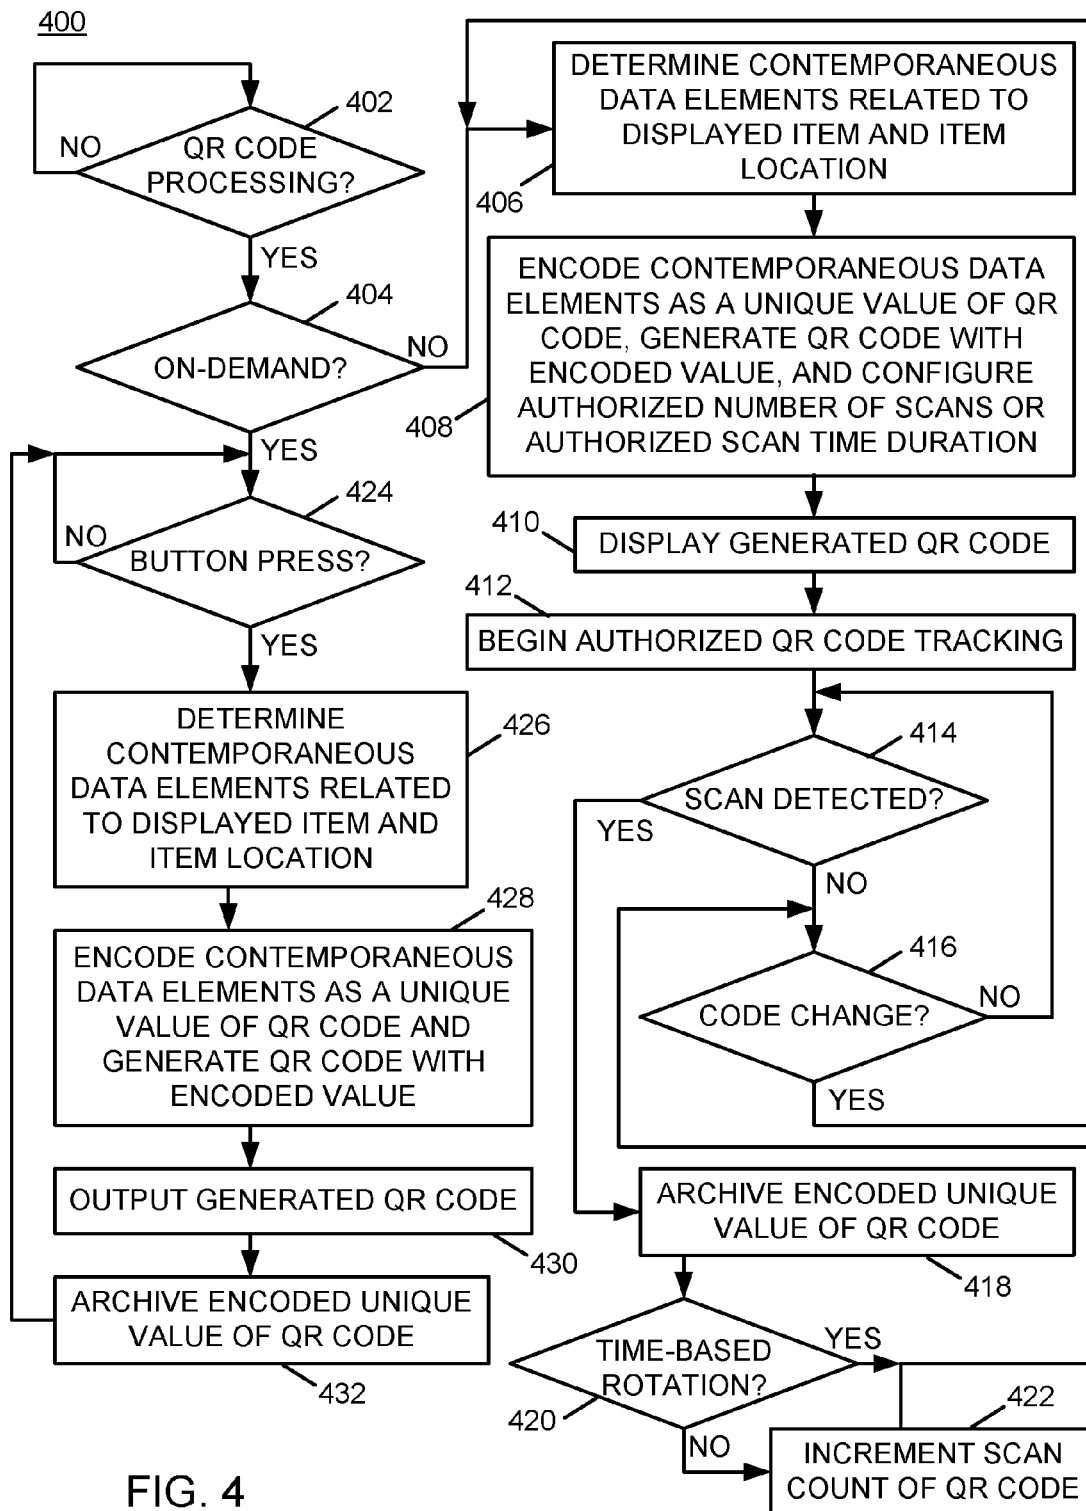 400
402
NO
QR CODE
PROCESSING?
YES
404
NO
ON-DEMAND?
YES
424
NO
BUTTON PRESS?
YES
DETERMINE
CONTEMPORANEOUS
DATA ELEMENTS RELATED
TO DISPLAYED ITEM AND
ITEM LOCATION
426
428
ENCODE CONTEMPORANEOUS
DATA ELEMENTS AS A UNIQUE
VALUE OF QR CODE AND
GENERATE QR CODE WITH
ENCODED VALUE
OUTPUT GENERATED QR CODE
430
ARCHIVE ENCODED UNIQUE
VALUE OF QR CODE
432
DETERMINE CONTEMPORANEOUS
DATA ELEMENTS RELATED TO
DISPLAYED ITEM AND ITEM
LOCATION
406
ENCODE CONTEMPORANEOUS DATA
ELEMENTS AS A UNIQUE VALUE OF QR
CODE, GENERATE QR CODE WITH
ENCODED VALUE, AND CONFIGURE
AUTHORIZED NUMBER OF SCANS OR
AUTHORIZED SCAN TIME DURATION
408
410
DISPLAY GENERATED QR CODE
412
BEGIN AUTHORIZED QR CODE TRACKING
414
SCAN DETECTED?
YES
NO
416
NO
CODE CHANGE?
YES
ARCHIVE ENCODED UNIQUE
VALUE OF QR CODE
418
YES
TIME-BASED
ROTATION?
420
NO
422
INCREMENT SCAN
COUNT OF QR CODE
FIG. 4